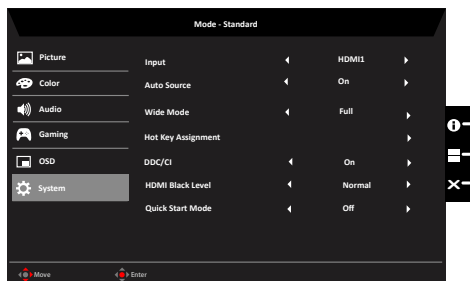 Mode - Standard
Picture
Color
Audio
Gaming
OSD
System
Input HDMI1
Auto Source On
Wide Mode Full
Hot Key Assignment
DDC/CI On
HDMI Black Level Normal
Quick Start Mode Off
Move Enter